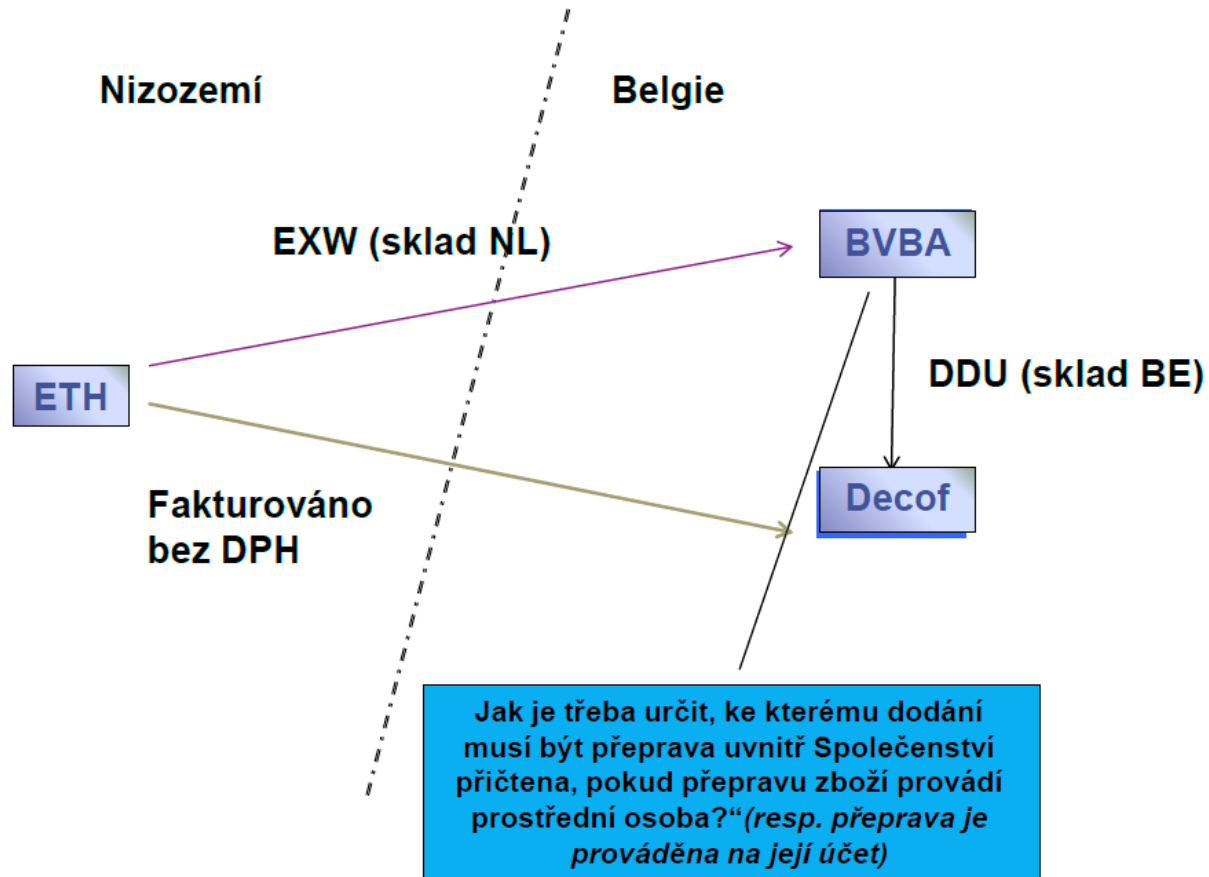 Nizozemí
Belgie
EXW (sklad NL)
BVBA
DDU (sklad BE)
ETH
Decof
Fakturováno
bez DPH
Jak je třeba určit, ke kterému dodání
musí být přeprava uvnitř Společenství
přičtena, pokud přepravu zboží provádí
prostřední osoba?“(resp. přeprava je
prováděna na její účet)